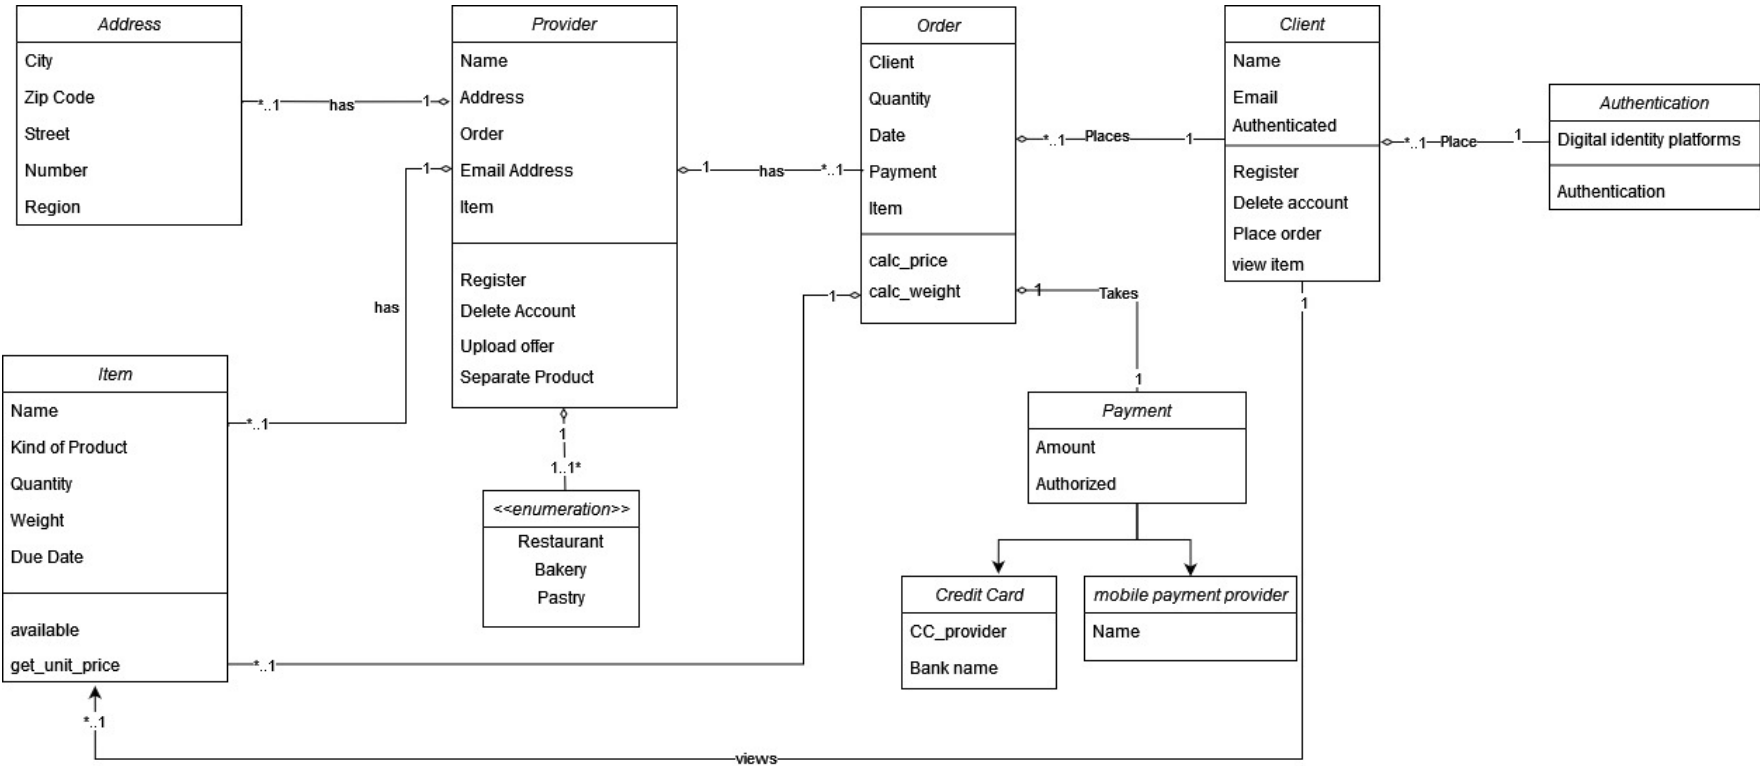 Address
City
Zip Code
Street
Number
Region
*..1
has
1
Provider
Name
Address
Order
Email Address
Item
Register
Delete Account
Upload offer
Separate Product
1
has
*..1
Order
Client
Quantity
Date
Payment
Item
calc_price
calc_weight
*..1
Places
1
Client
Name
Email
Authenticated
Register
Delete account
Place order
view item
*..1
Place
1
Authentication
Digital identity platforms
Authentication
1
has
*..1
Item
Name
Kind of Product
Quantity
Weight
Due Date
available
get_unit_price
1
1..1*
<<enumeration>>
Restaurant
Bakery
Pastry
1
*..1
1
Takes
1
Payment
Amount
Authorized
Credit Card
CC_provider
Bank name
mobile payment provider
Name
1
*..1
views